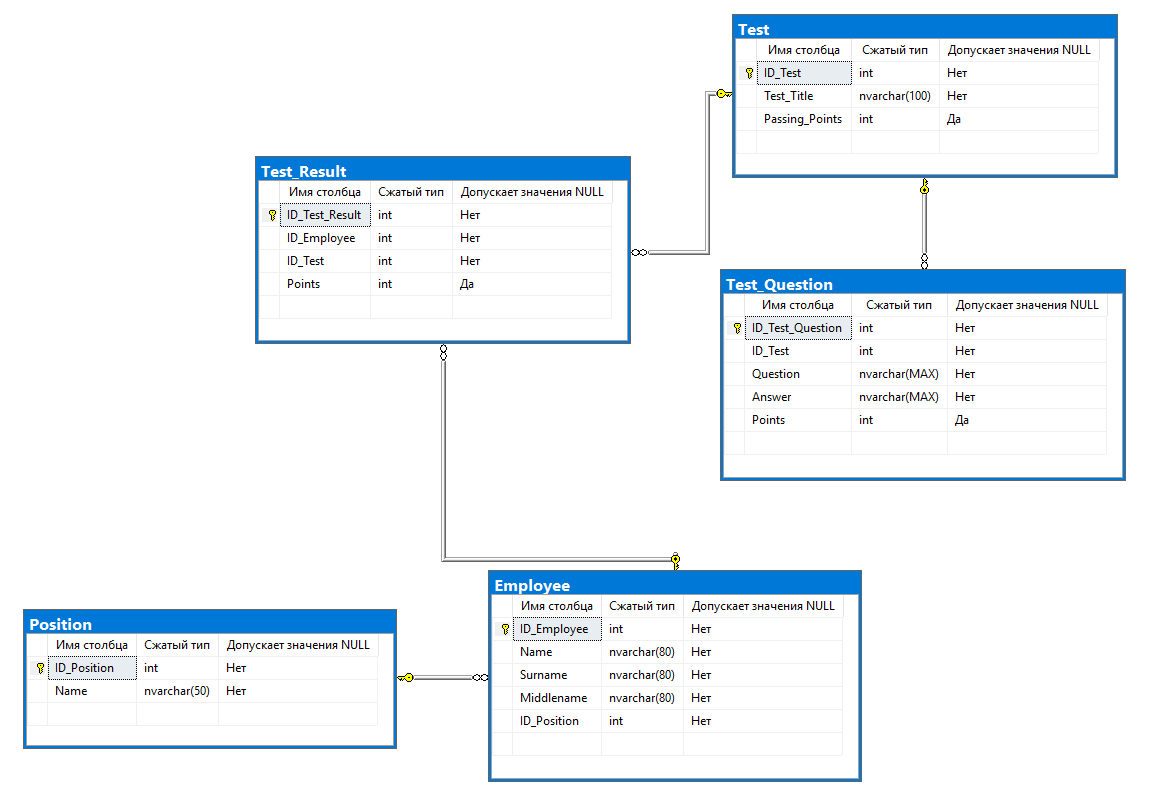 Test
Имя столбца Сжатый тип Допускает значения NULL
ID_Test int Нет
Test_Title nvarchar(100) Нет
Passing_Points int Да
Test_Result
Имя столбца Сжатый тип Допускает значения NULL
ID_Test_Result int Нет
ID_Employee int Нет
ID_Test int Нет
Points int Да
Test_Question
Имя столбца Сжатый тип Допускает значения NULL
ID_Test_Question int Нет
ID_Test int Нет
Question nvarchar(MAX) Нет
Answer nvarchar(MAX) Нет
Points int Да
Employee
Имя столбца Сжатый тип Допускает значения NULL
ID_Employee int Нет
Name nvarchar(80) Нет
Surname nvarchar(80) Нет
Middlename nvarchar(80) Нет
ID_Position int Нет
Position
Имя столбца Сжатый тип Допускает значения NULL
ID_Position int Нет
Name nvarchar(50) Нет